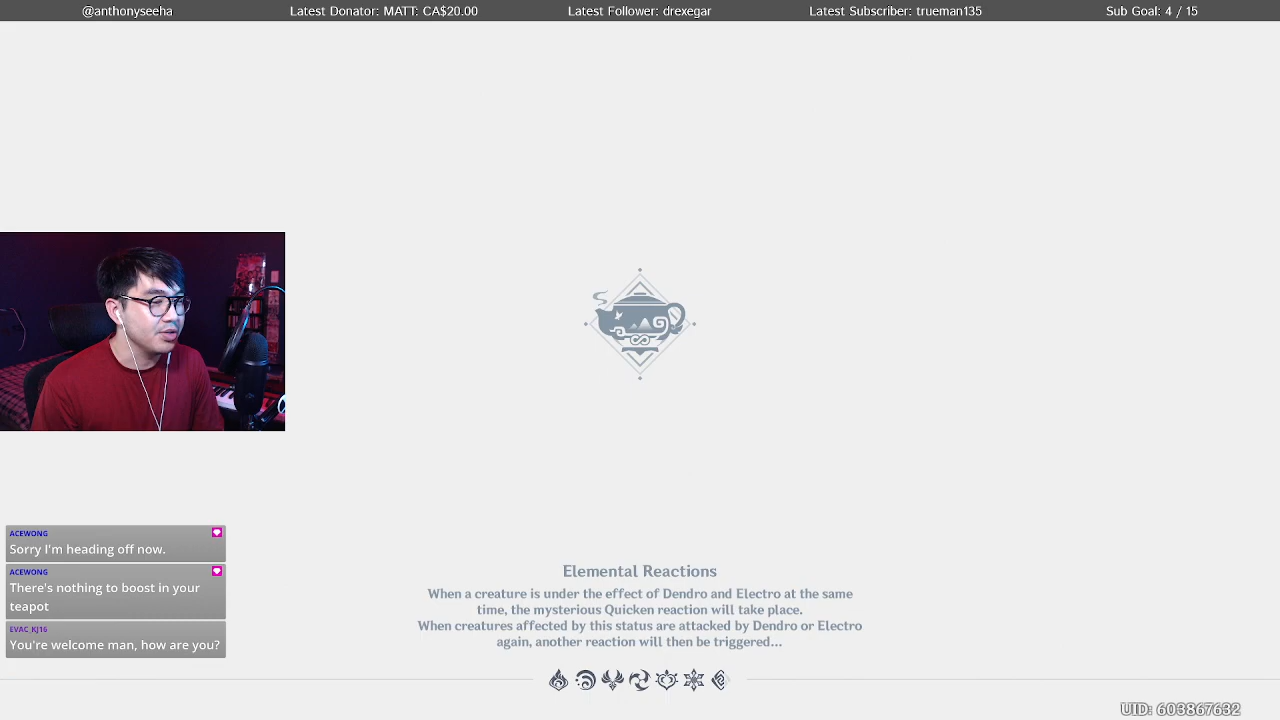 @anthonyseeha
Latest Donator: MATT: CA$20.00
Latest Follower: drexegar
Latest Subscriber: trueman135
Sub Goal: 4 / 15
ACEWONG
Sorry I'm heading off now.
ACEWONG
There's nothing to boost in your
teapot
EVAC_KJ16
You're welcome man, how are you?
Elemental Reactions
When a creature is under the effect of Dendro and Electro at the same
time, the mysterious Quicken reaction will take place.
When creatures affected by this status are attacked by Dendro or Electro
again, another reaction will then be triggered...
UID: 603867632